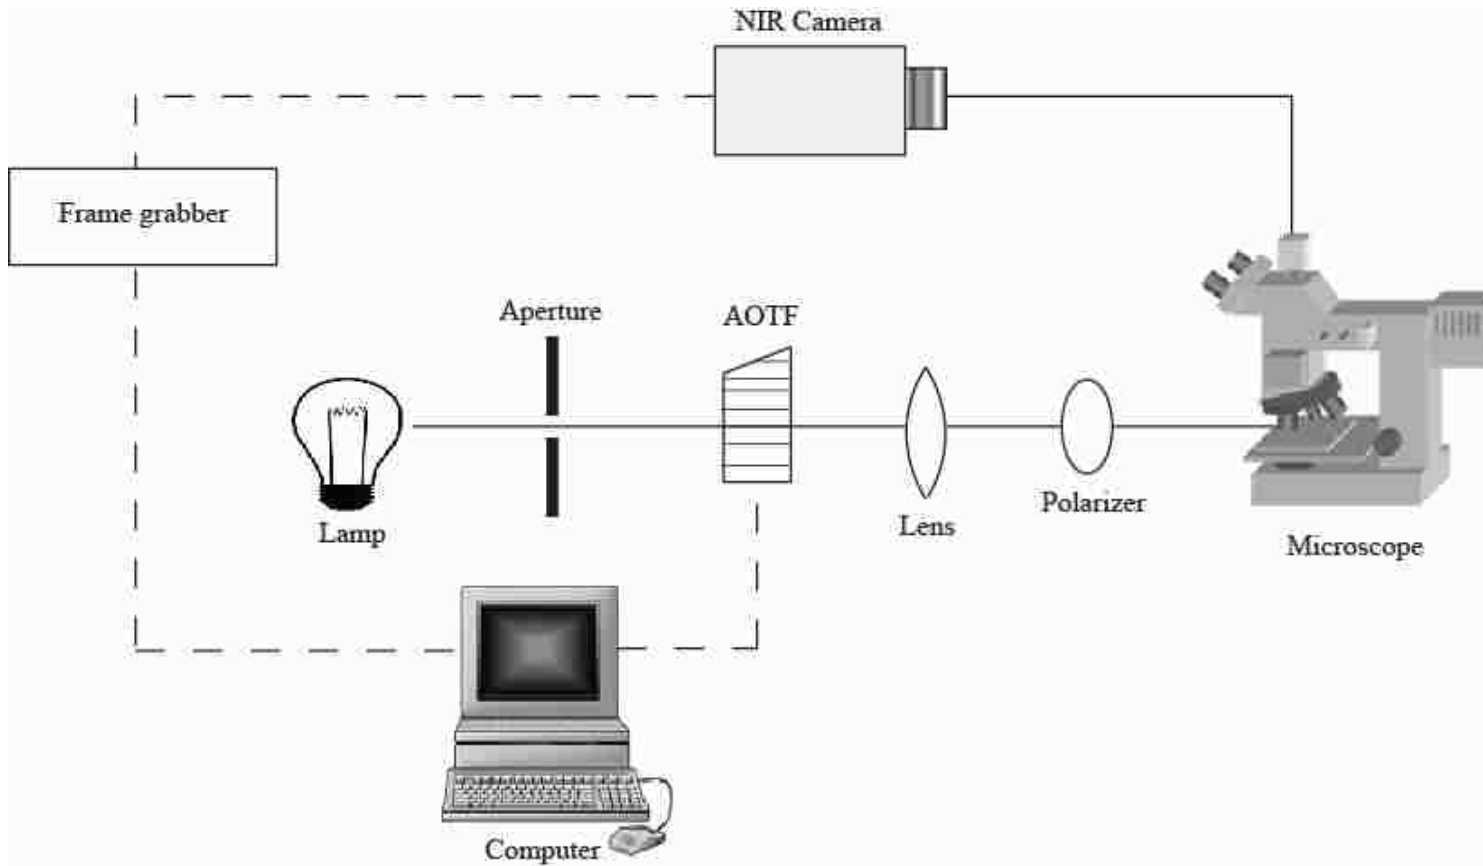 NIR Camera
Frame grabber
Aperture
AOTF
Lamp
Lens
Polarizer
Microscope
Computer